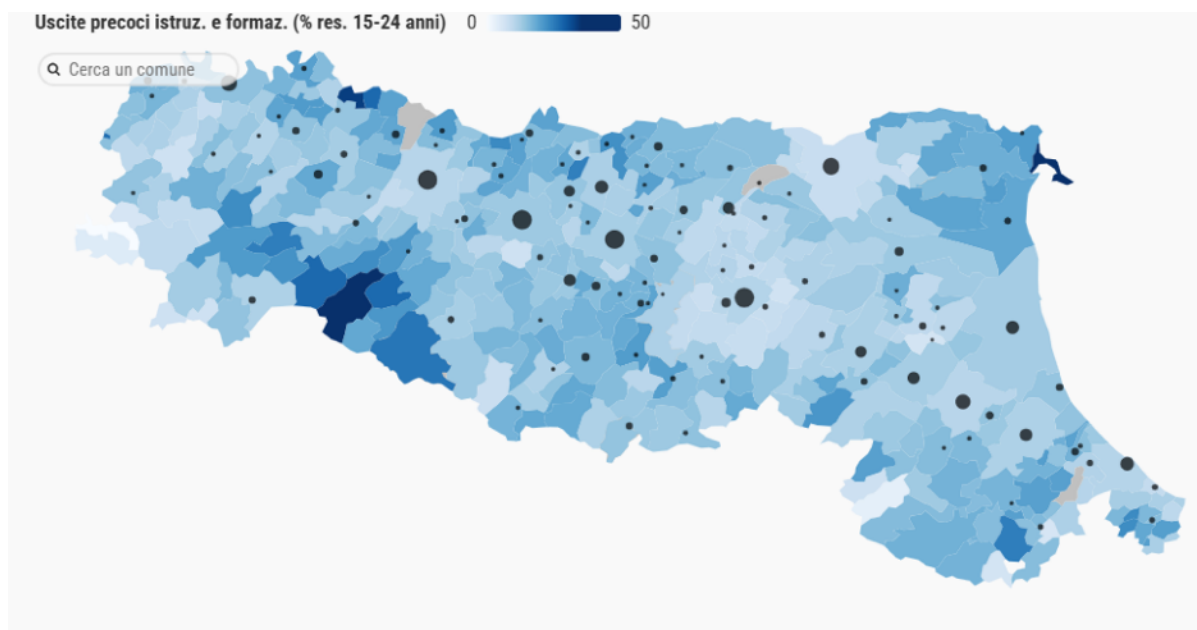 Uscite precoci istruz. e formaz. (% res. 15-24 anni) 0 50
Cerca un comune